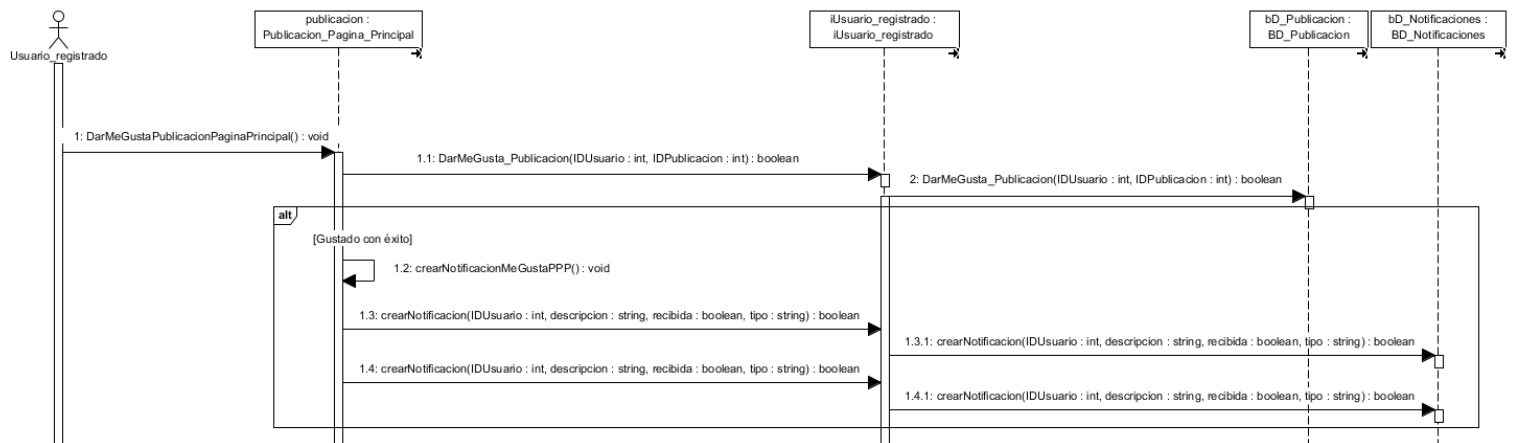 publicacion :
Publicacion_Pagina_Principal
iUsuario_registrado :
iUsuario_registrado
bD_Publicacion :
BD_Publicacion
bD_Notificaciones :
BD_Notificaciones
Usuario_registrado
1: DarMeGustaPublicacionPaginaPrincipal() : void
1.1: DarMeGusta_Publicacion(IDUsuario : int, IDPublicacion : int) : boolean
2: DarMeGusta_Publicacion(IDUsuario : int, IDPublicacion : int) : boolean
alt
[Gustado con éxito]
1.2: crearNotificacionMeGustaPPP() : void
1.3: crearNotificacion(IDUsuario : int, descripcion : string, recibida : boolean, tipo : string) : boolean
1.3.1: crearNotificacion(IDUsuario : int, descripcion : string, recibida : boolean, tipo : string) : boolean
1.4: crearNotificacion(IDUsuario : int, descripcion : string, recibida : boolean, tipo : string) : boolean
1.4.1: crearNotificacion(IDUsuario : int, descripcion : string, recibida : boolean, tipo : string) : boolean